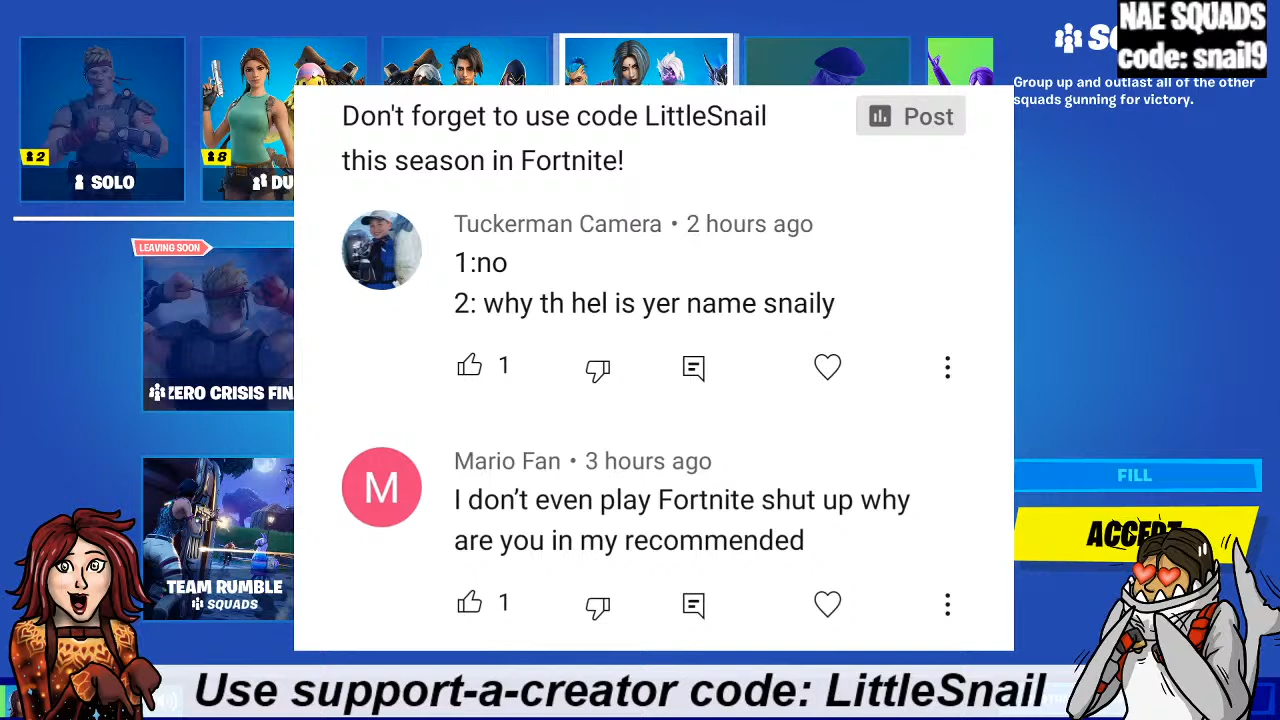 NAE SQUADS
code: snail9
Group up and outlast all of the other
squads gunning for victory.
2
SOLO
8
DU
Don't forget to use code LittleSnail
this season in Fortnite!
Post
LEAVING SOON
Tuckerman Camera • 2 hours ago
1:no
2: why th hel is yer name snaily
1
ZERO CRISIS FIN
M
Mario Fan • 3 hours ago
I don’t even play Fortnite shut up why
are you in my recommended
1
FILL
ACCEPT
TEAM RUMBLE
SQUADS
Use support-a-creator code: LittleSnail